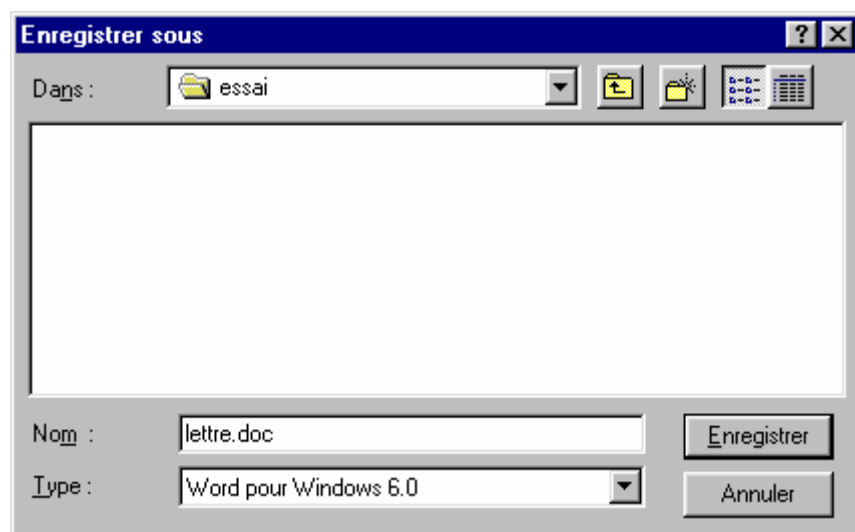 Enregistrer sous
Dans : essai
Nom : lettre.doc Enregistrer
Type : Word pour Windows 6.0 Annuler